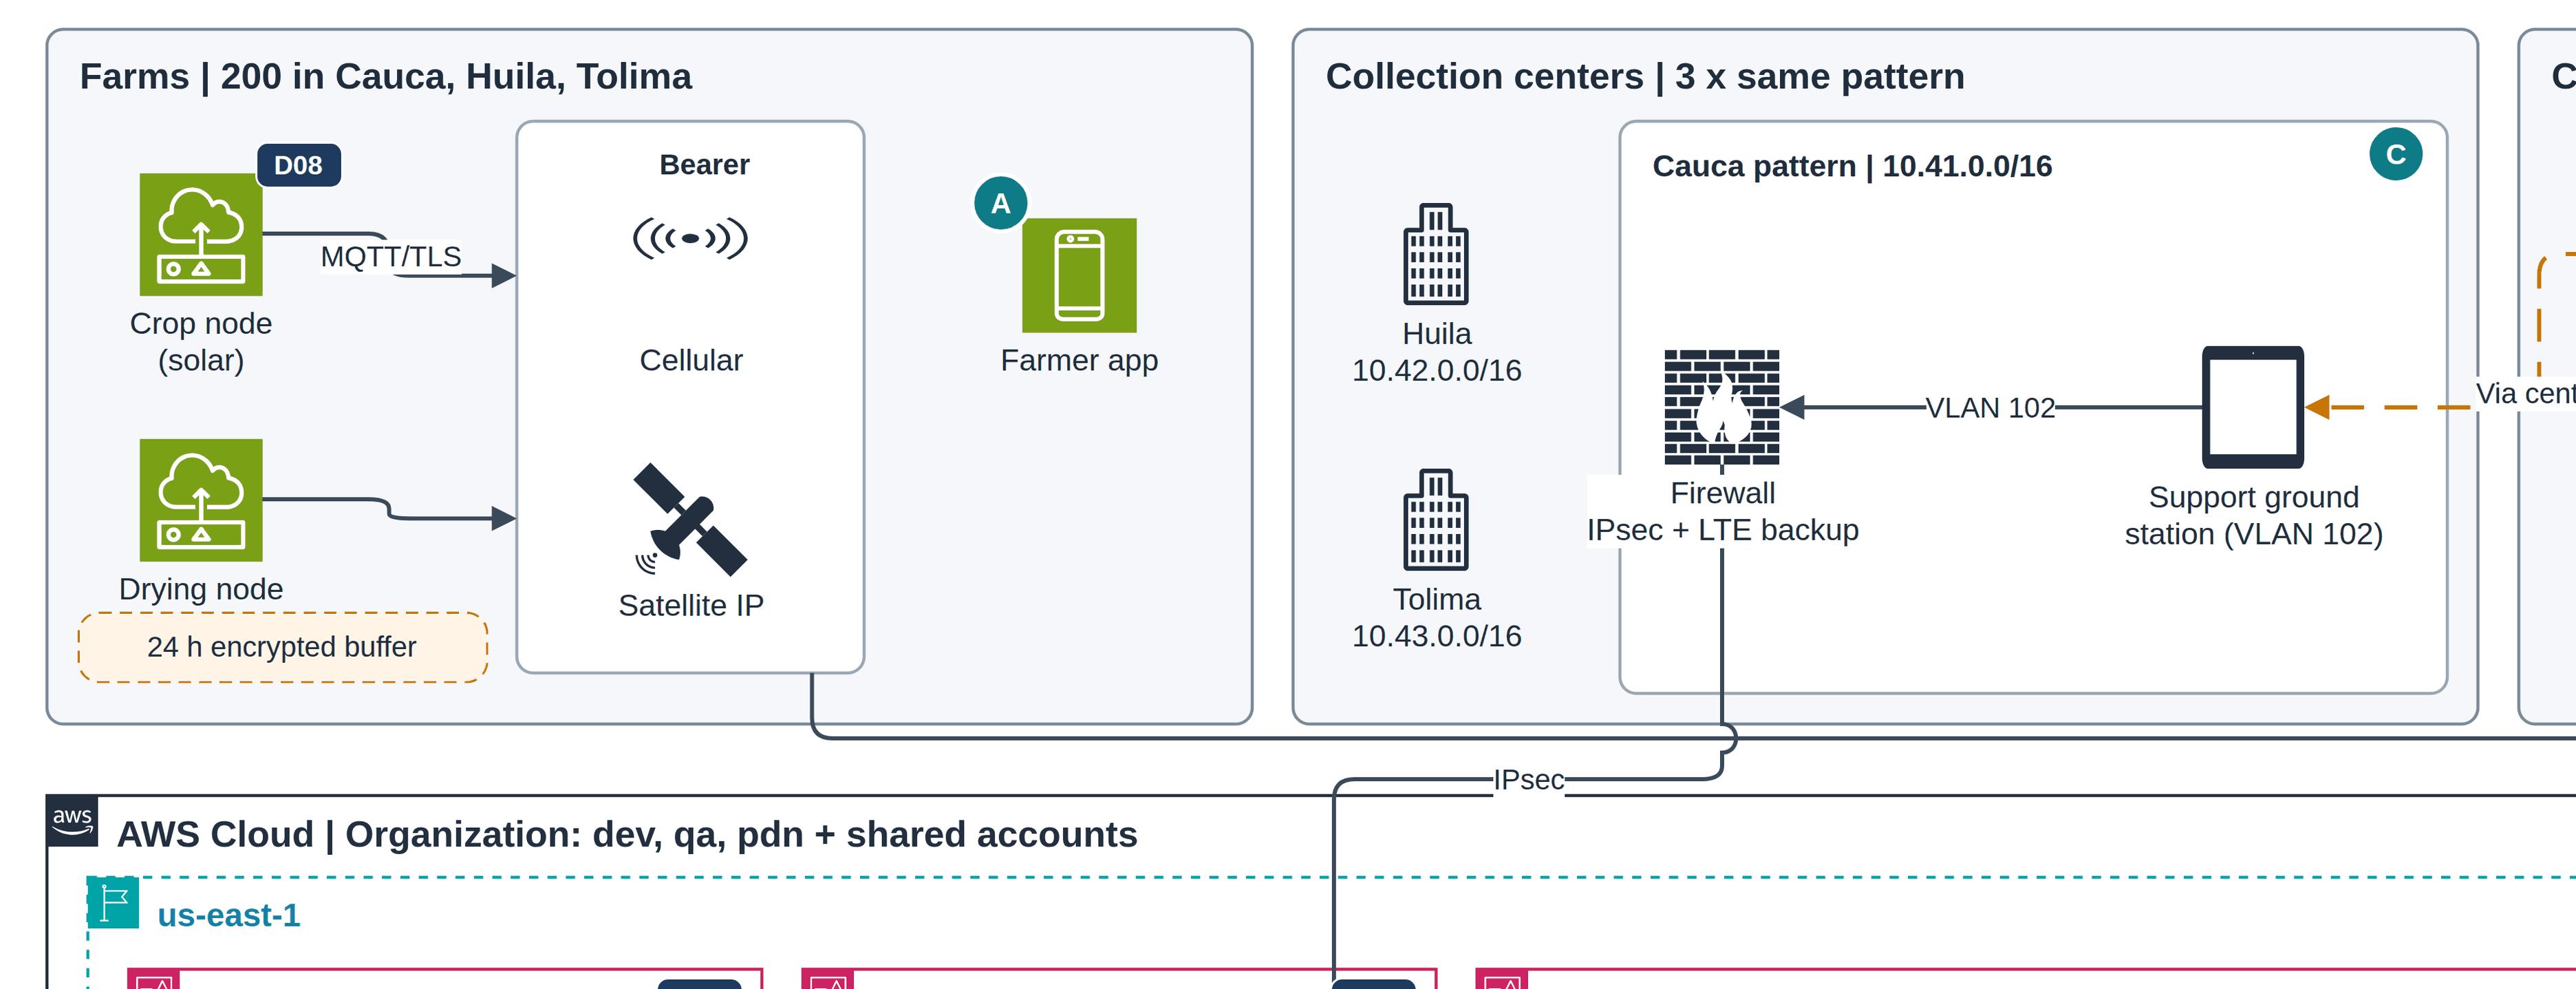 Farms | 200 in Cauca, Huila, Tolima
D08
MQTT/TLS
Crop node
(solar)
Drying node
24 h encrypted buffer
Bearer
Cellular
Satellite IP
A
Farmer app
Collection centers | 3 x same pattern
Huila
10.42.0.0/16
Tolima
10.43.0.0/16
Cauca pattern | 10.41.0.0/16
C
Firewall
IPsec + LTE backup
VLAN 102
Support ground
station (VLAN 102)
Via cent
C
IPsec
aws
AWS Cloud | Organization: dev, qa, pdn + shared accounts
us-east-1